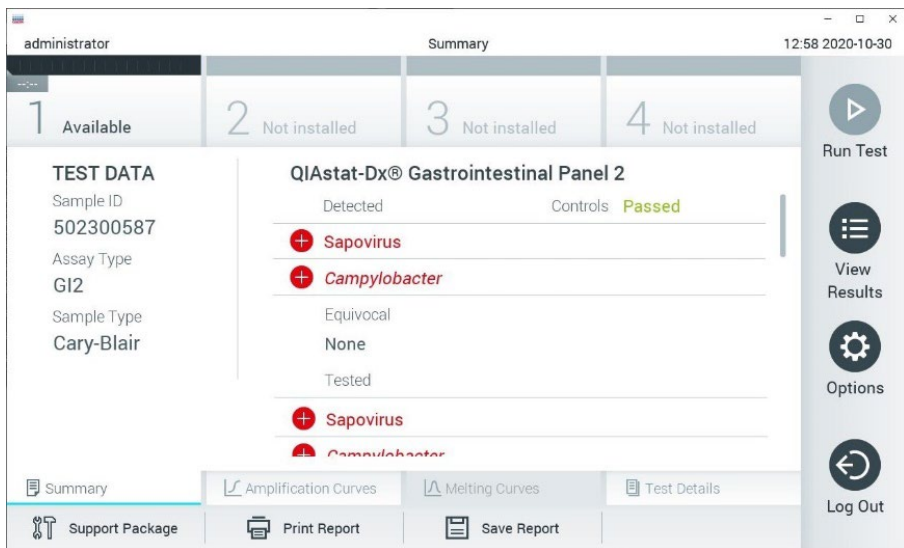 administrator
Summary
12:58 2020-10-30
--:--
1 Available
2 Not installed
3 Not installed
4 Not installed
Run Test
View
Results
Options
Log Out
TEST DATA
Sample ID
502300587
Assay Type
GI2
Sample Type
Cary-Blair
QIAstat-Dx® Gastrointestinal Panel 2
Detected
Controls Passed
Sapovirus
Campylobacter
Equivocal
None
Tested
Sapovirus
Campylobacter
Summary
Amplification Curves
Melting Curves
Test Details
Support Package
Print Report
Save Report